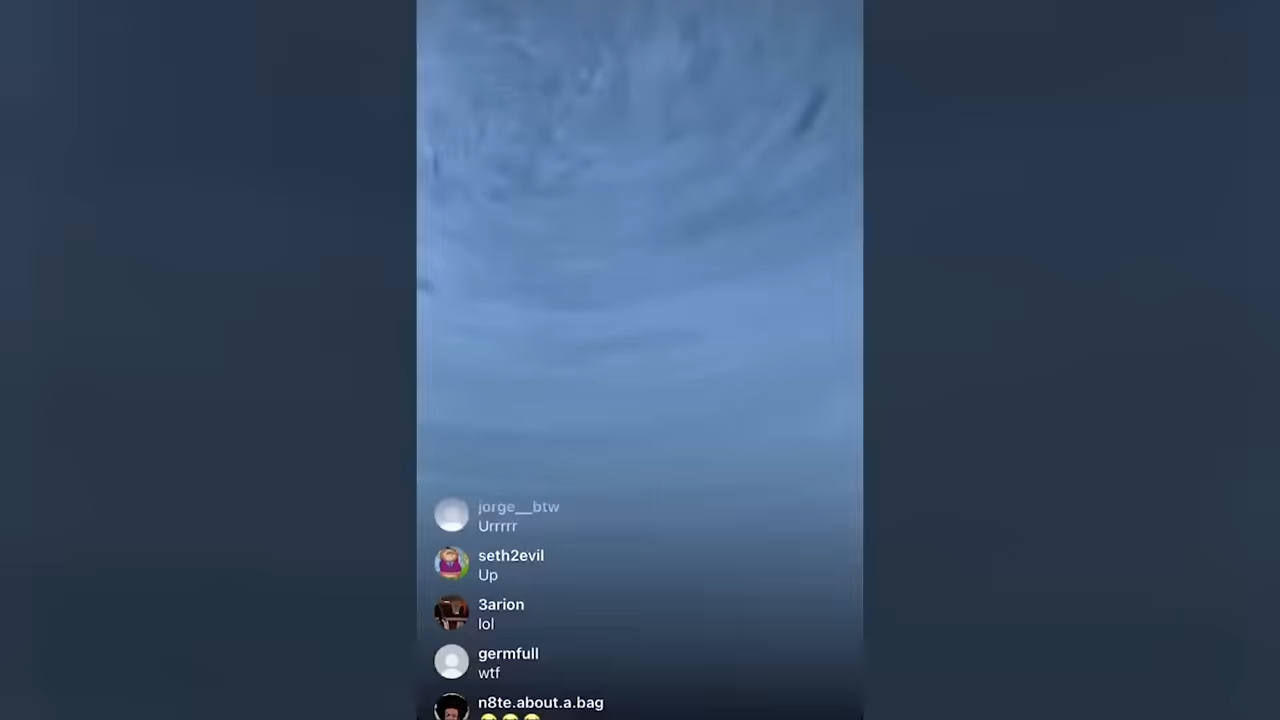 jorge__btw
Urrrrr
seth2evil
Up
3arion
lol
germfull
wtf
n8te.about.a.bag
😂😂😂